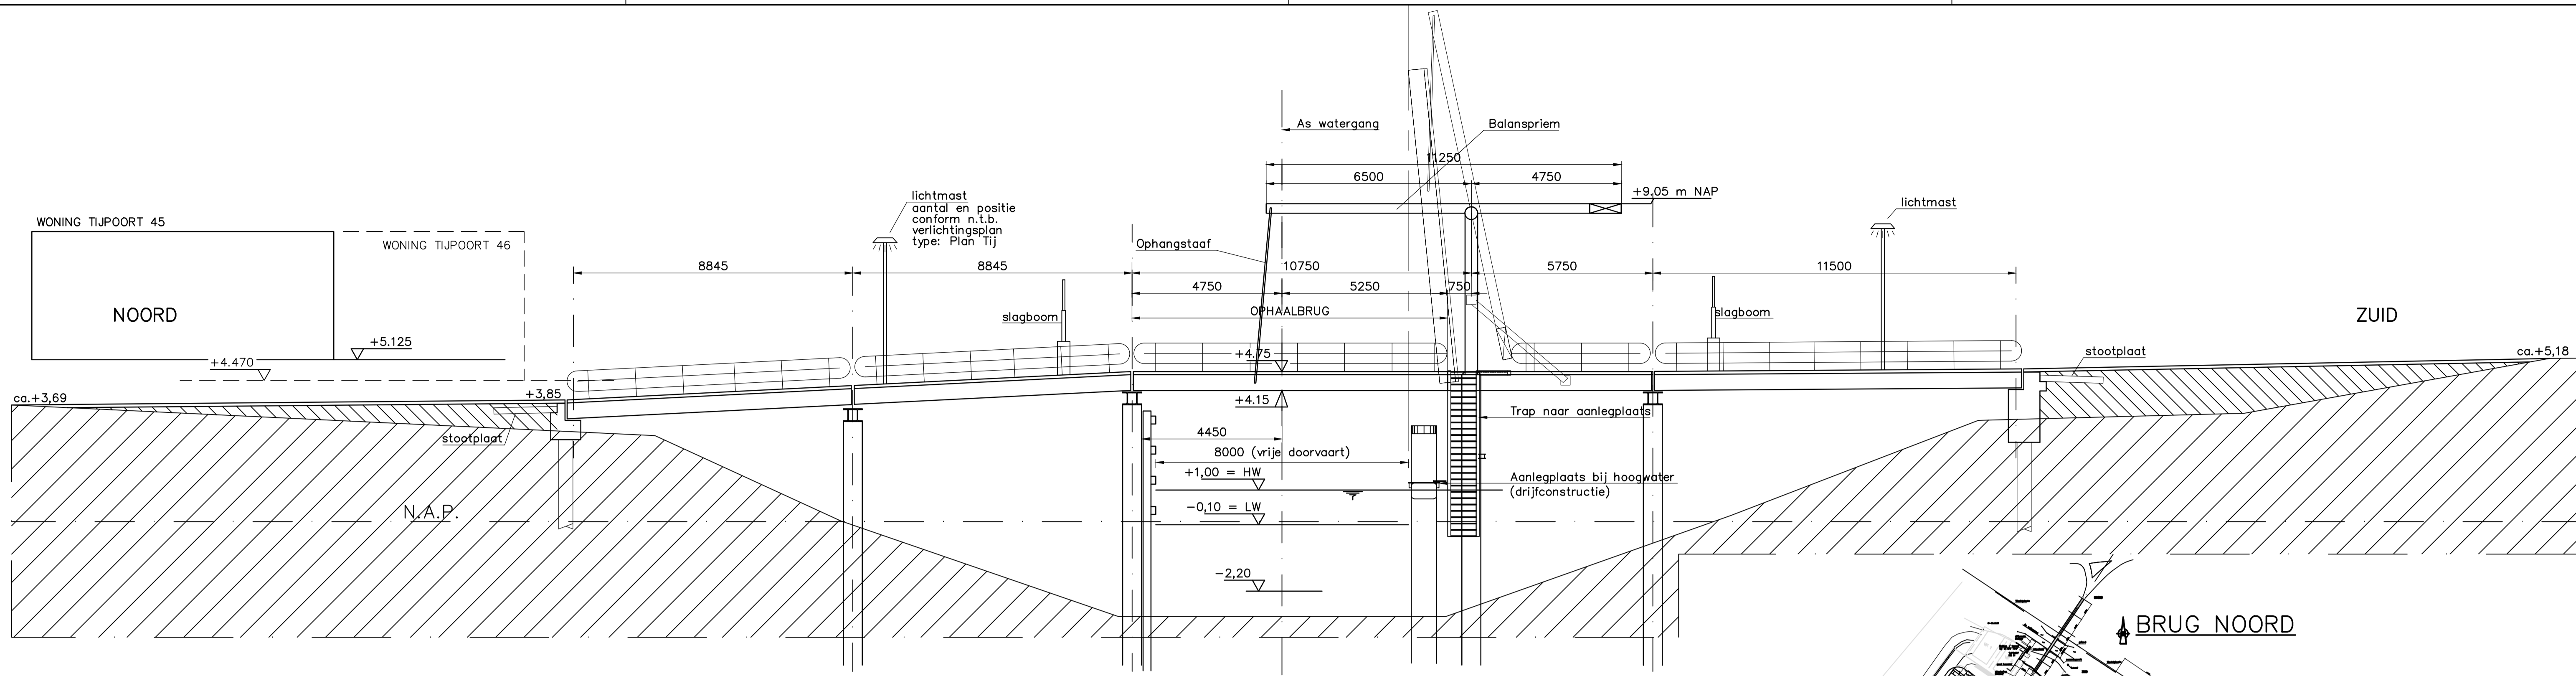 As watergang
Balanspriem
11250
6500
4750
+9,05 m NAP
lichtmast
aantal en positie
conform n.t.b.
verlichtingsplan
type: Plan Tij
lichtmast
WONING TIJPOORT 45
WONING TIJPOORT 46
Ophangstaaf
8845
8845
10750
5750
11500
4750
5250
750
NOORD
slagboom
OPHAALBRUG
slagboom
ZUID
+5.125
+4.470
+4.75
stootplaat
ca.+5,18
ca.+3,69
+3,85
+4.15
Trap naar aanlegplaats
stootplaat
4450
8000 (vrije doorvaart)
+1,00 = HW
Aanlegplaats bij hoogwater
(drijfconstructie)
N.A.P.
-0,10 = LW
-2,20
BRUG NOORD